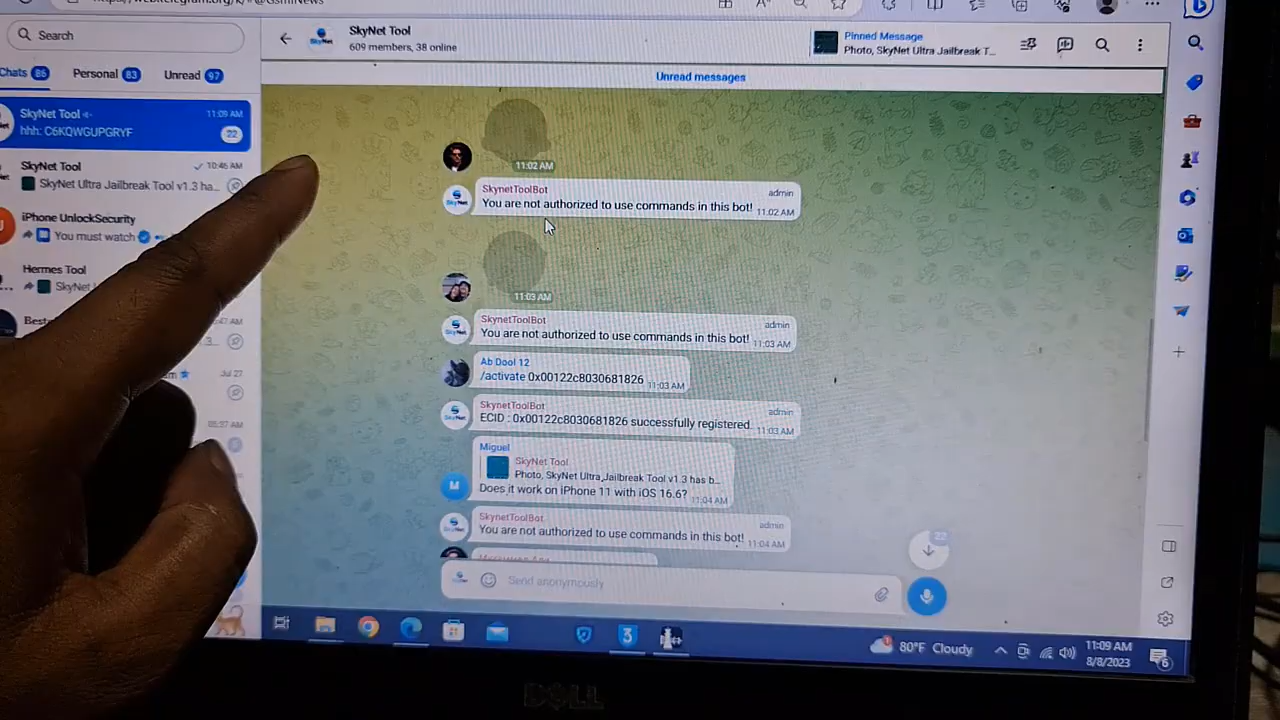 Search
Chats 86
Personal 83
Unread 97
SkyNet Tool
11:09 AM
hhh: C6KQWGUPGRYF
22
SkyNet Tool
10:46 AM
SkyNet Ultra Jailbreak Tool v1.3 ha...
iPhone UnlockSecurity
You must watch
Hermes Tool
SkyNet
Jul 27
SkyNet Tool
609 members, 38 online
Pinned Message
Photo, SkyNet Ultra Jailbreak T...
Unread messages
11:02 AM
SkynetToolBot
admin
You are not authorized to use commands in this bot! 11:02 AM
11:03 AM
SkynetToolBot
admin
You are not authorized to use commands in this bot! 11:03 AM
Ab Dool 12
/activate 0x00122c8030681826 11:03 AM
SkynetToolBot
admin
ECID : 0x00122c8030681826 successfully registered. 11:03 AM
Miguel
SkyNet Tool
Photo, SkyNet Ultra Jailbreak Tool v1.3 has b...
Does it work on iPhone 11 with iOS 16.6? 11:04 AM
SkynetToolBot
admin
You are not authorized to use commands in this bot! 11:04 AM
22
Send anonymously
80°F Cloudy
11:09 AM
8/8/2023
6
DELL